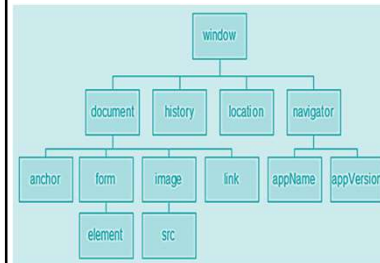 window
document history location navigator
anchor form image link appName appVersion
element src